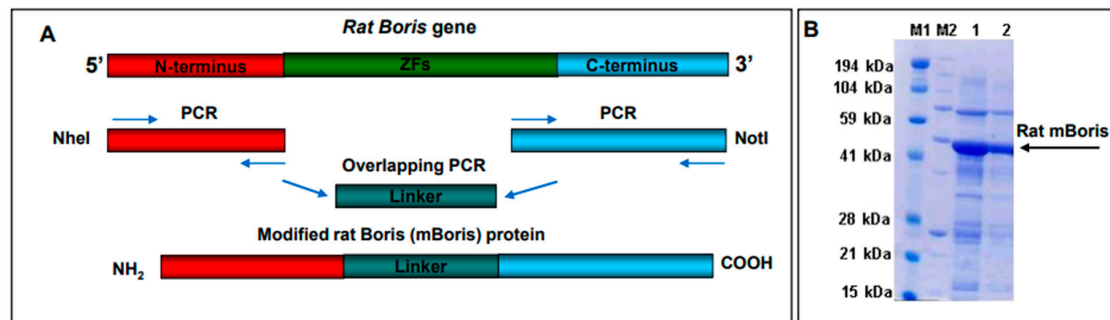 A
Rat Boris gene
5’ N-terminus ZFs C-terminus 3’
PCR PCR
NheI NotI
Overlapping PCR
Linker
Modified rat Boris (mBoris) protein
NH2 Linker COOH
B
M1 M2 1 2
194 kDa
104 kDa
59 kDa
Rat mBoris
41 kDa
28 kDa
21 kDa
15 kDa